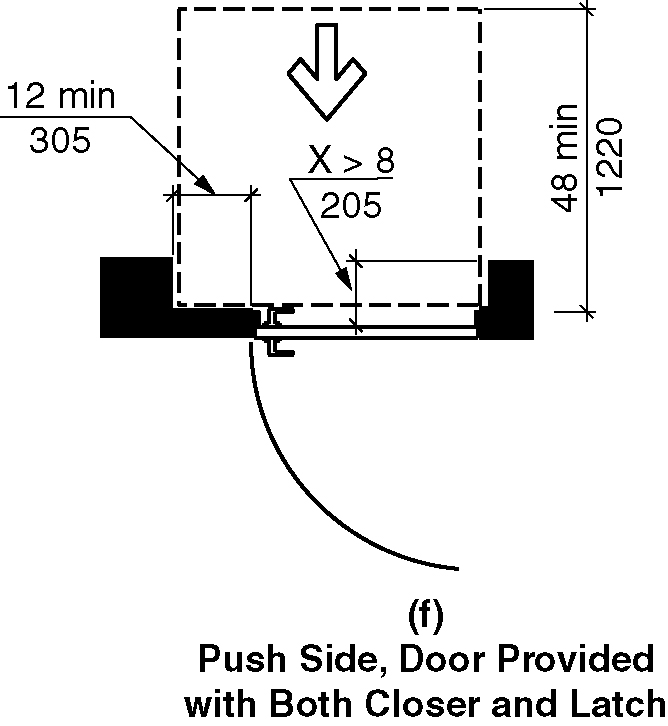 12 min
305
X > 8
205
48 min
1220
(f)
Push Side, Door Provided
with Both Closer and Latch